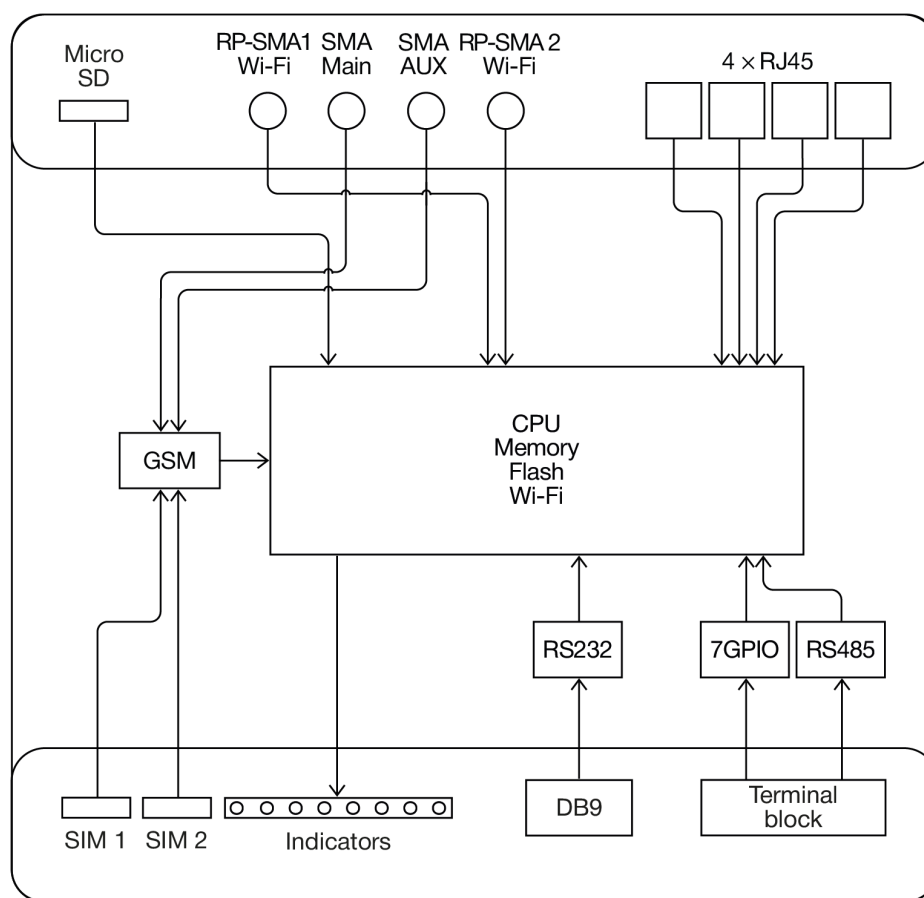 Micro
SD
RP-SMA1
Wi-Fi
SMA
Main
SMA
AUX
RP-SMA 2
Wi-Fi
4 × RJ45
CPU
Memory
Flash
Wi-Fi
GSM
RS232
7GPIO
RS485
SIM 1
SIM 2
Indicators
DB9
Terminal
block